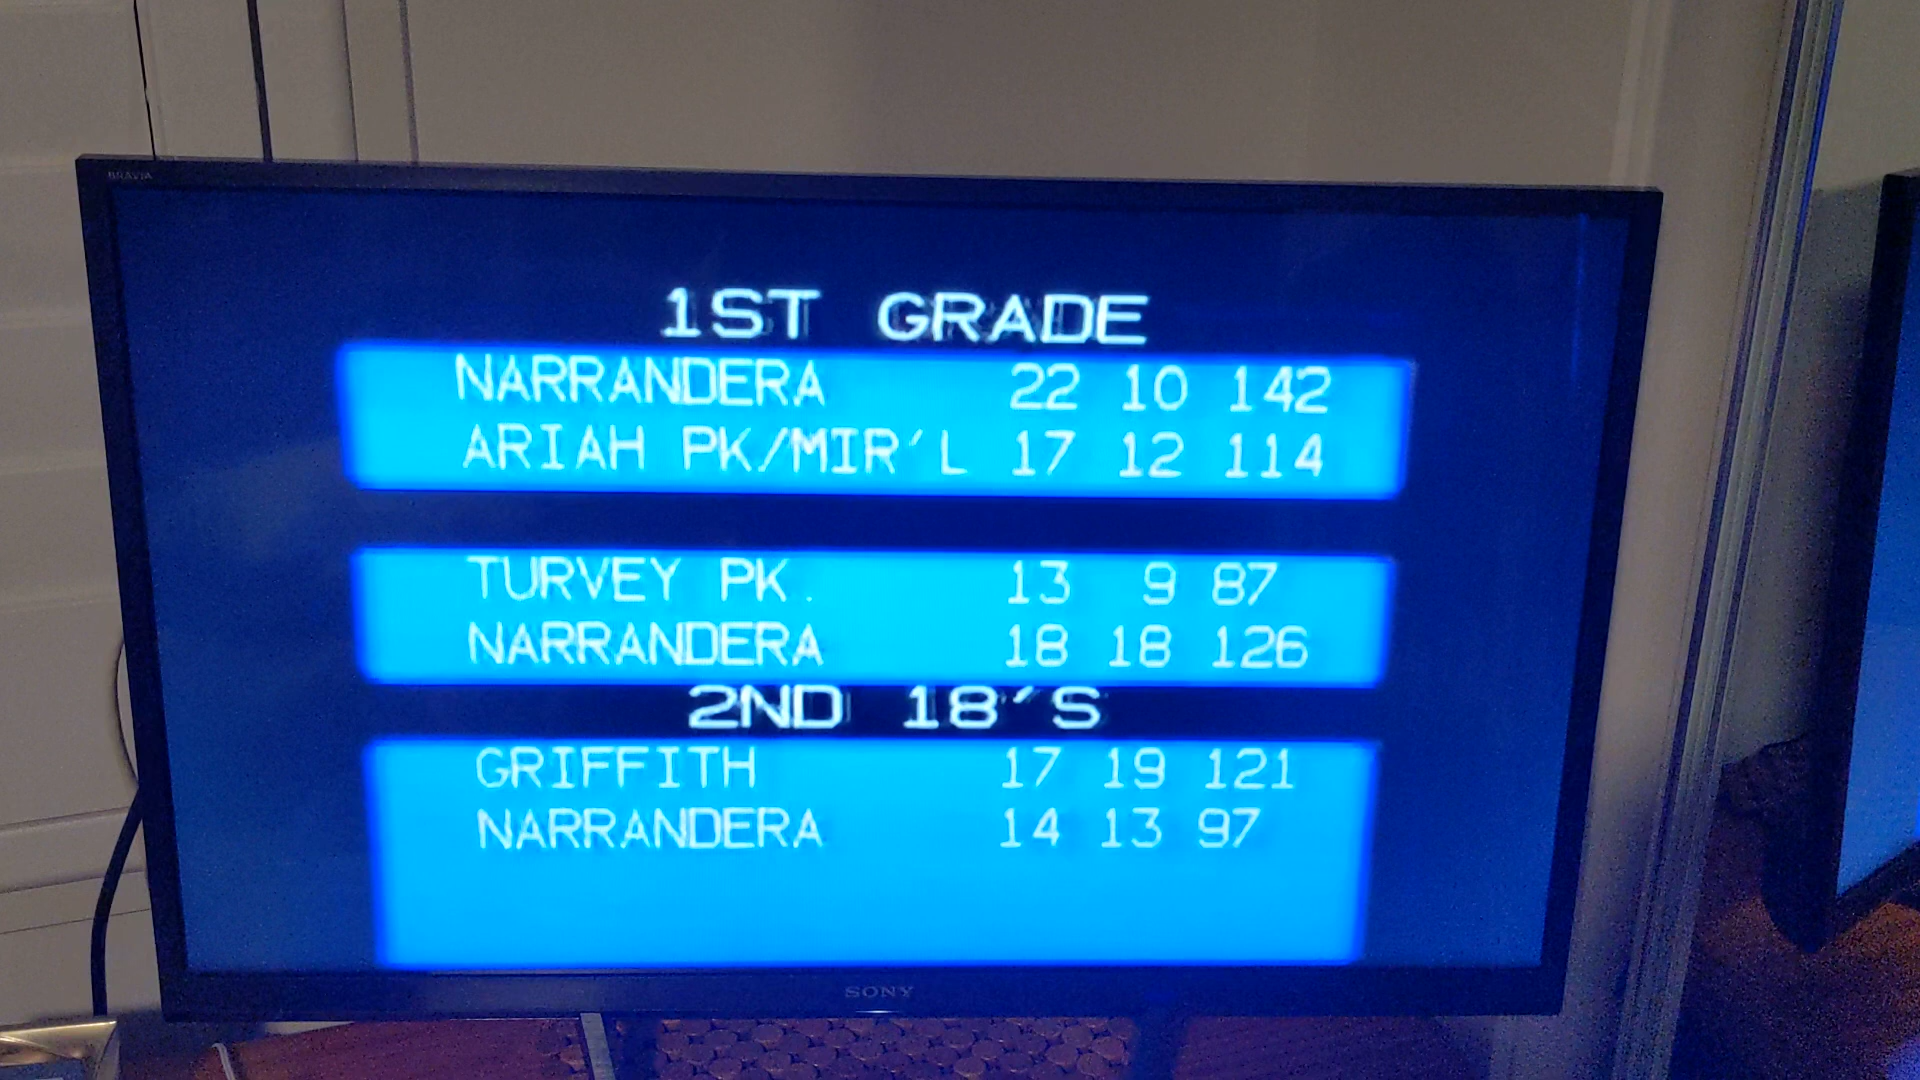 BRAVIA
1ST GRADE
NARRANDERA 22 10 142
ARIAH PK/MIR'L 17 12 114
TURVEY PK. 13 9 87
NARRANDERA 18 18 126
2ND 18'S
GRIFFITH 17 19 121
NARRANDERA 14 13 97
SONY